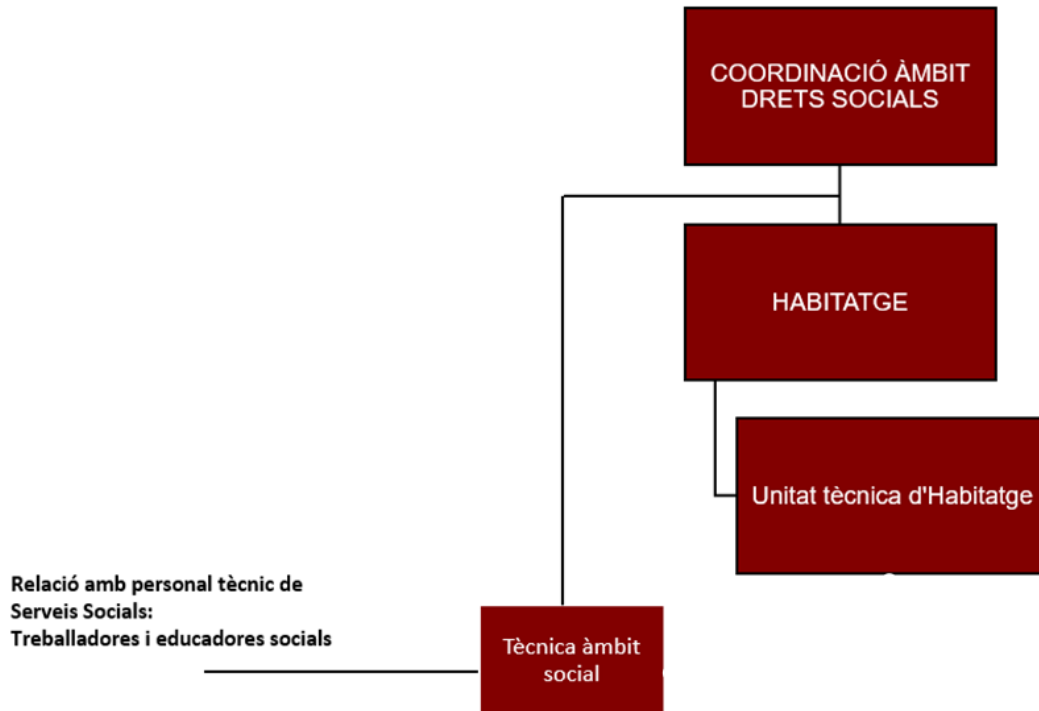 COORDINACIÓ ÀMBIT
DRETS SOCIALS
HABITATGE
Unitat tècnica d'Habitatge
Relació amb personal tècnic de
Serveis Socials:
Treballadores i educadores socials
Tècnica àmbit
social